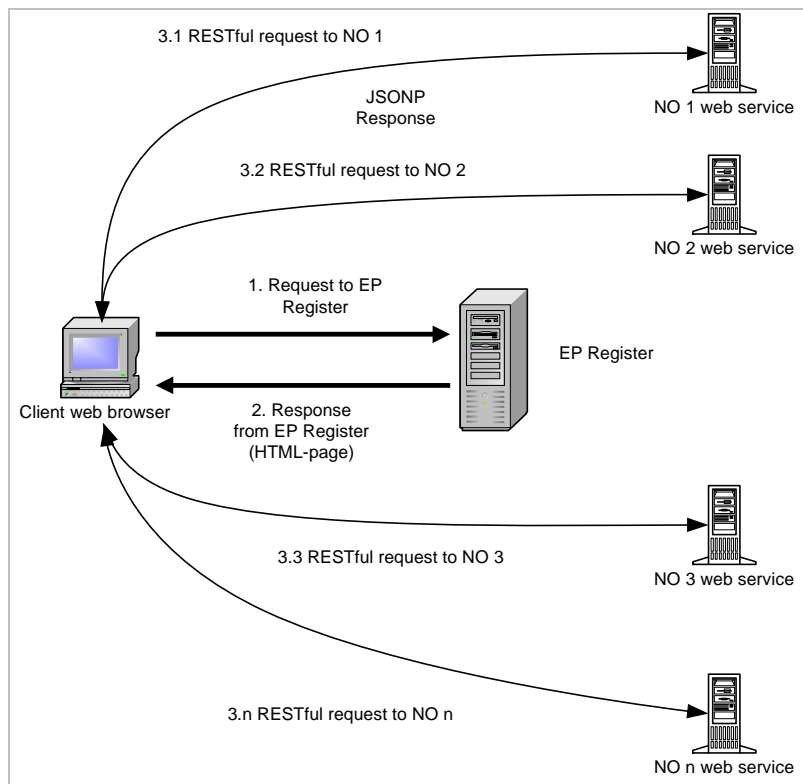 3.1 RESTful request to NO 1
NO 1 web service
JSONP
Response
3.2 RESTful request to NO 2
NO 2 web service
1. Request to EP
Register
EP Register
Client web browser
2. Response
from EP Register
(HTML-page)
3.3 RESTful request to NO 3
NO 3 web service
3.n RESTful request to NO n
NO n web service